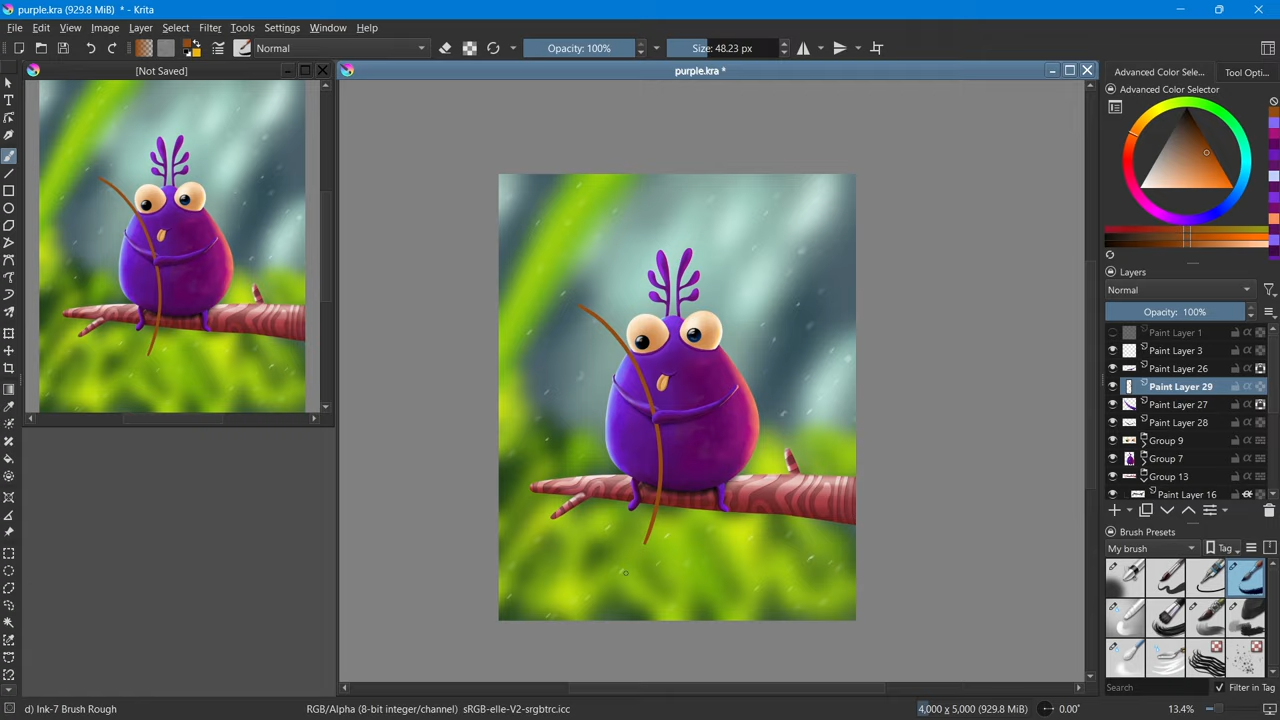 purple.kra (929.8 MiB)  * - Krita
File Edit View Image Layer Select Filter Tools Settings Window Help
Normal Opacity: 100% Size: 48.23 px
[Not Saved]
purple.kra *
Advanced Color Sele... Tool Opti...
Advanced Color Selector
Layers
Normal
Opacity:  100%
Paint Layer 1
Paint Layer 3
Paint Layer 26
Paint Layer 29
Paint Layer 27
Paint Layer 28
Group 9
Group 7
Group 13
Paint Layer 16
Brush Presets
My brush Tag
Search Filter in Tag
d) Ink-7 Brush Rough RGB/Alpha (8-bit integer/channel)  sRGB-elle-V2-srgbtrc.icc 4,000 x 5,000 (929.8 MiB) 0.00° 13.4%